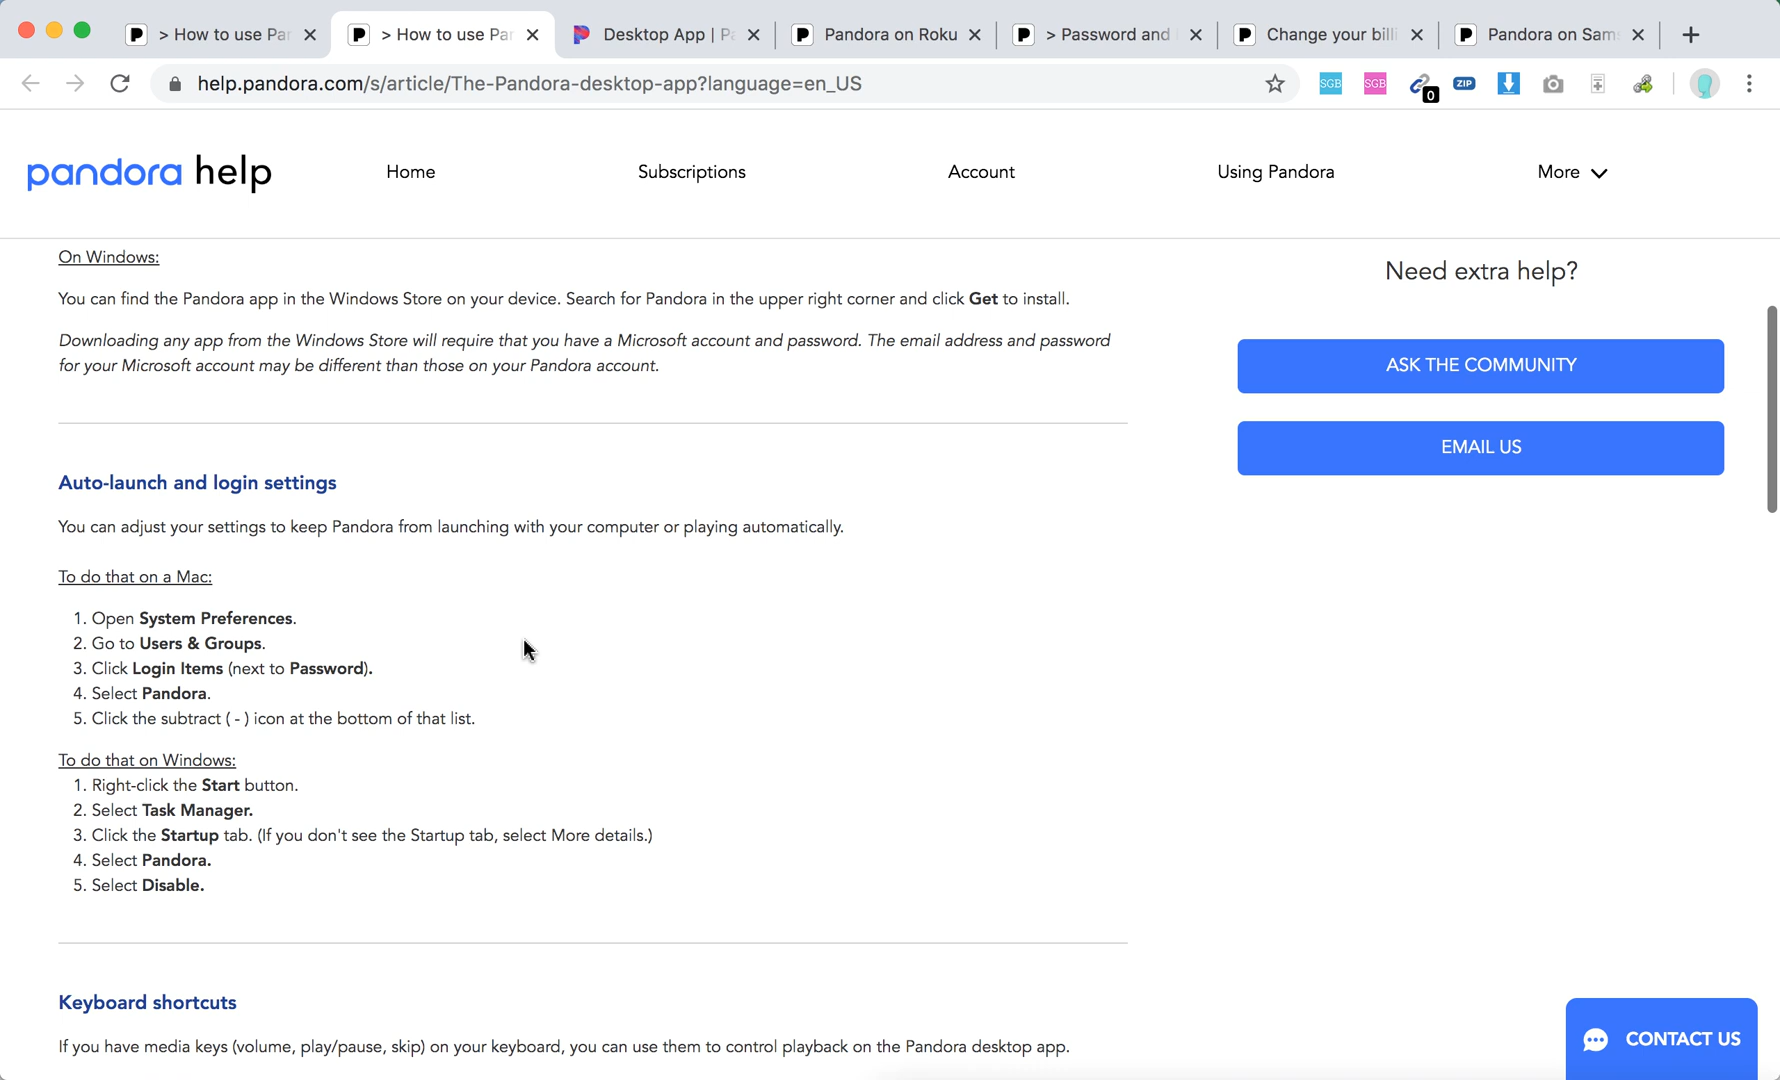 > How to use Pan
> How to use Pan
Desktop App | Pa
Pandora on Roku
> Password and
Change your billi
Pandora on Sam
help.pandora.com/s/article/The-Pandora-desktop-app?language=en_US
SGB
SGB
0
ZIP
pandora help
Home
Subscriptions
Account
Using Pandora
More
On Windows:
You can find the Pandora app in the Windows Store on your device. Search for Pandora in the upper right corner and click Get to install.
Downloading any app from the Windows Store will require that you have a Microsoft account and password. The email address and password
for your Microsoft account may be different than those on your Pandora account.
Need extra help?
ASK THE COMMUNITY
EMAIL US
Auto-launch and login settings
You can adjust your settings to keep Pandora from launching with your computer or playing automatically.
To do that on a Mac:
1. Open System Preferences.
2. Go to Users & Groups.
3. Click Login Items (next to Password).
4. Select Pandora.
5. Click the subtract ( - ) icon at the bottom of that list.
To do that on Windows:
1. Right-click the Start button.
2. Select Task Manager.
3. Click the Startup tab. (If you don't see the Startup tab, select More details.)
4. Select Pandora.
5. Select Disable.
Keyboard shortcuts
If you have media keys (volume, play/pause, skip) on your keyboard, you can use them to control playback on the Pandora desktop app.
CONTACT US